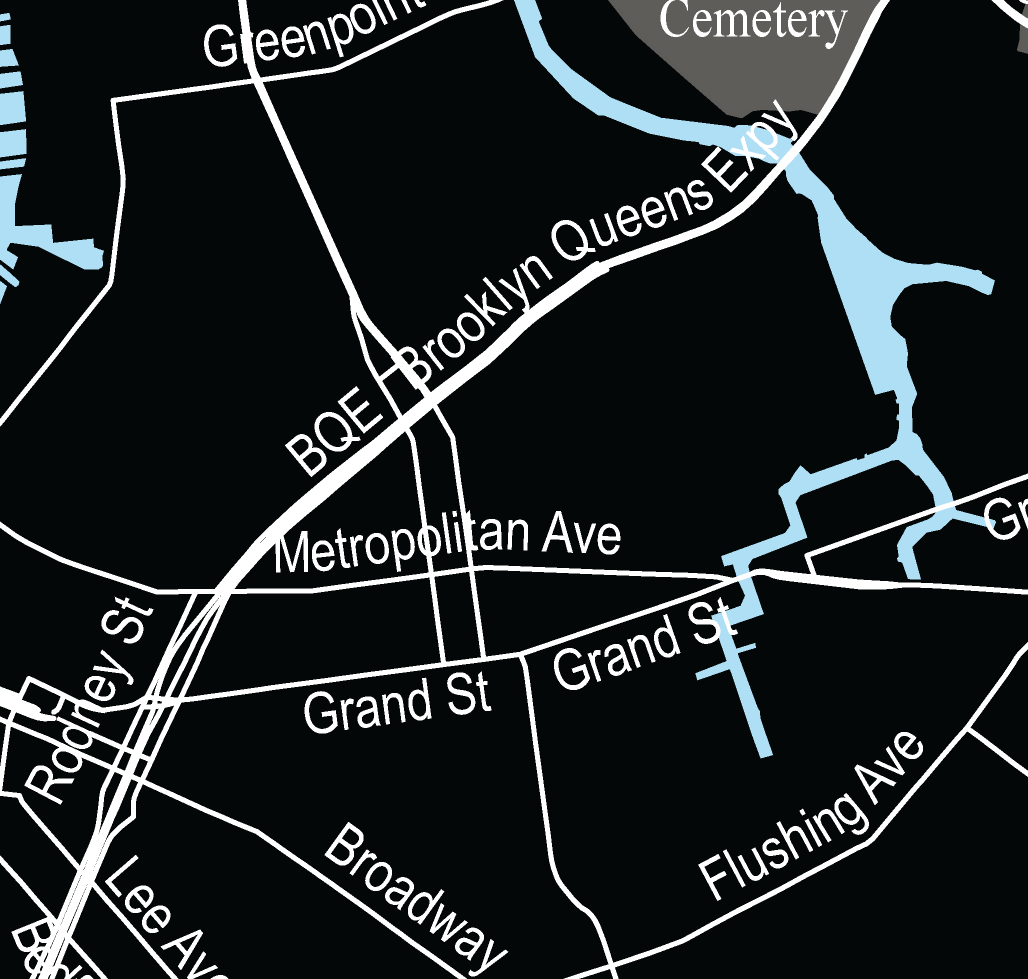 Cemetery
Greenpoint
Brooklyn Queens Expy
BQE
Metropolitan Ave
Gr
Rodney St
Grand St
Grand St
Flushing Ave
Broadway
Lee Ave